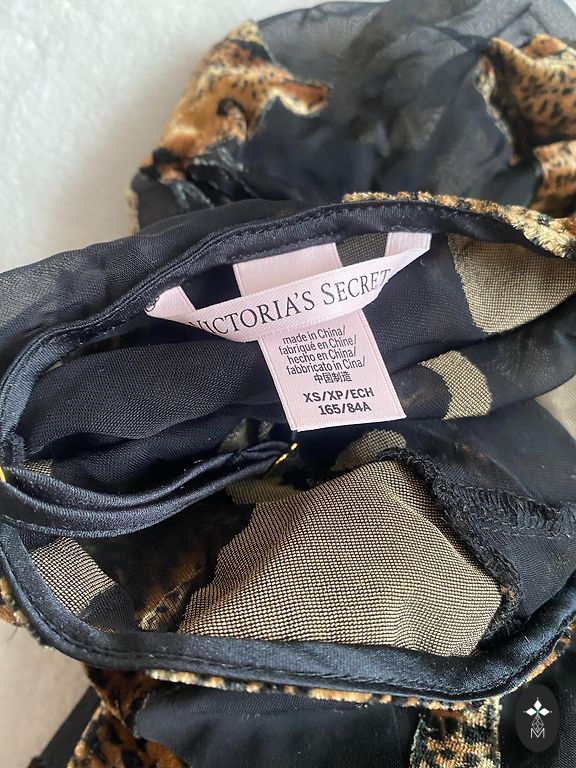 VICTORIA'S SECRET
made in China/
fabriqué en Chine/
hecho en China/
fabbricato in Cina/
中国制造
XS/XP/ECH
165/84A
M